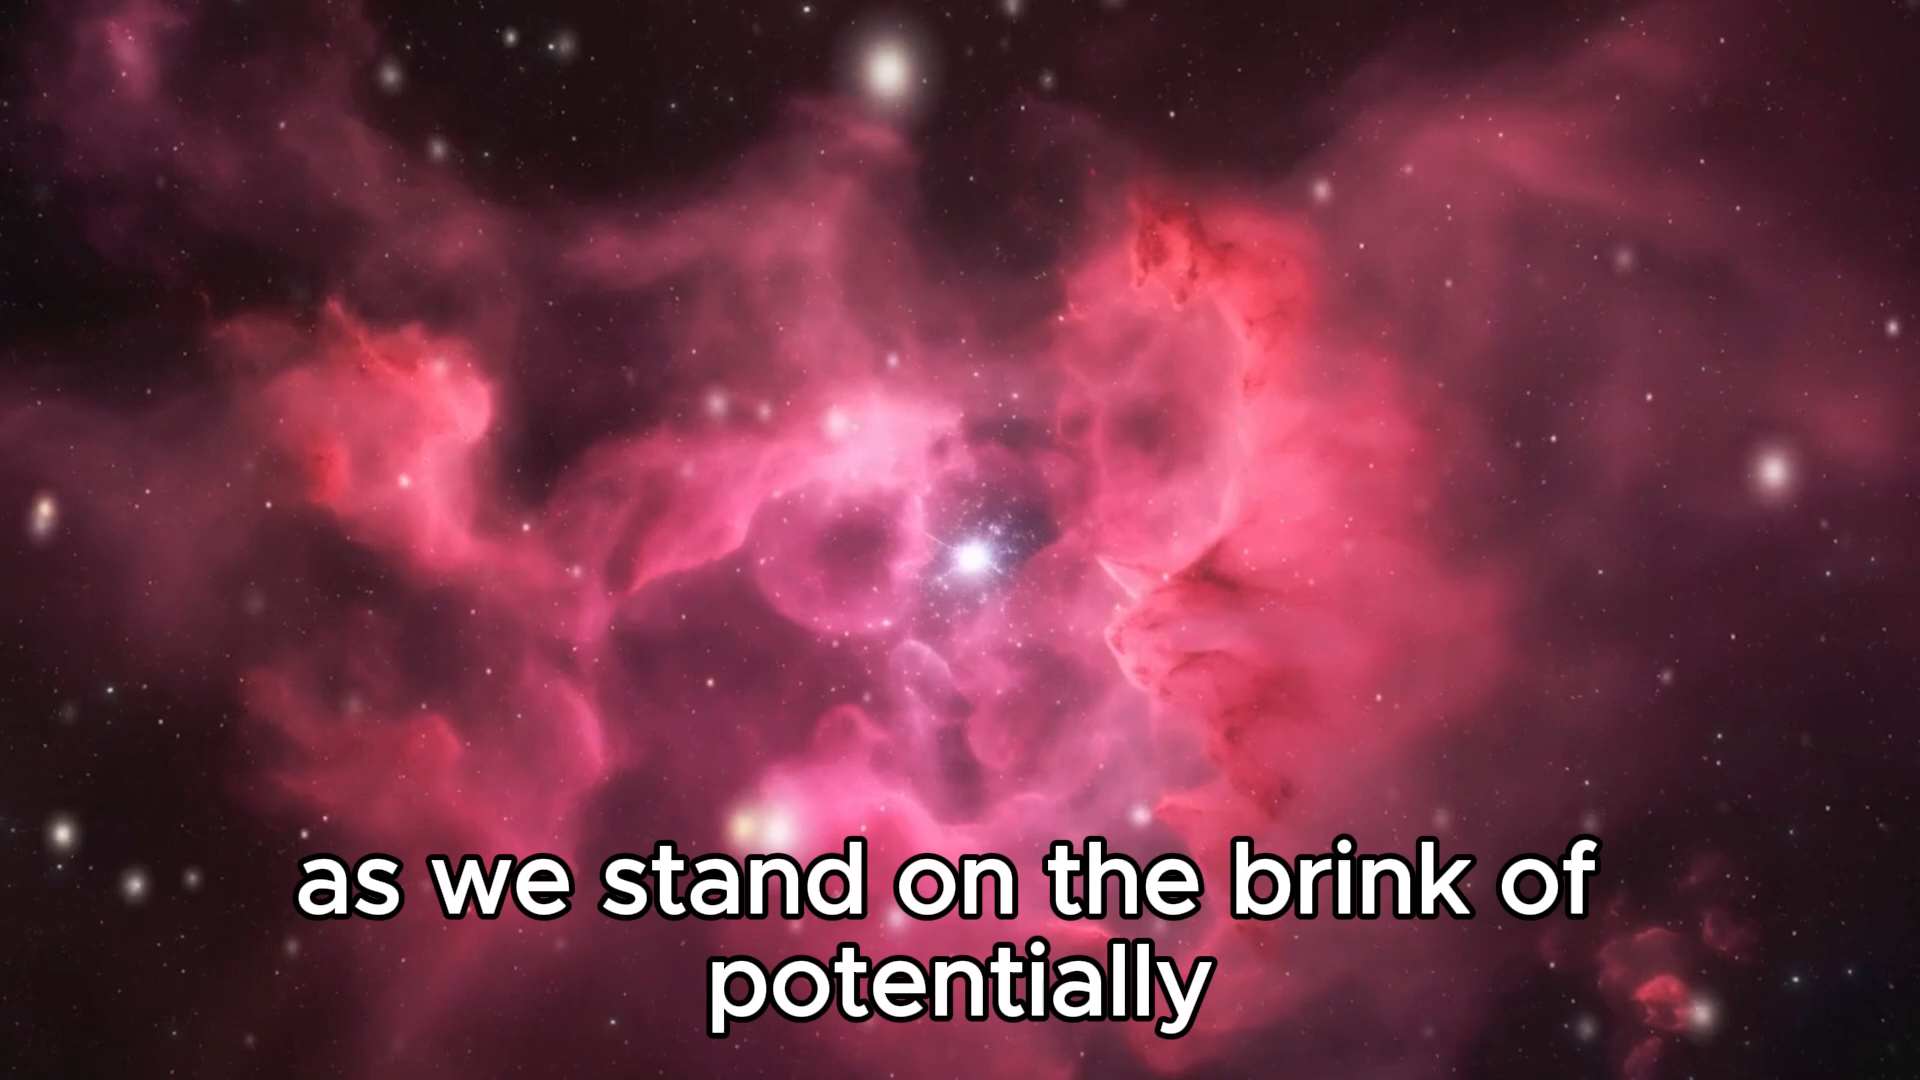 as we stand on the brink of
potentially